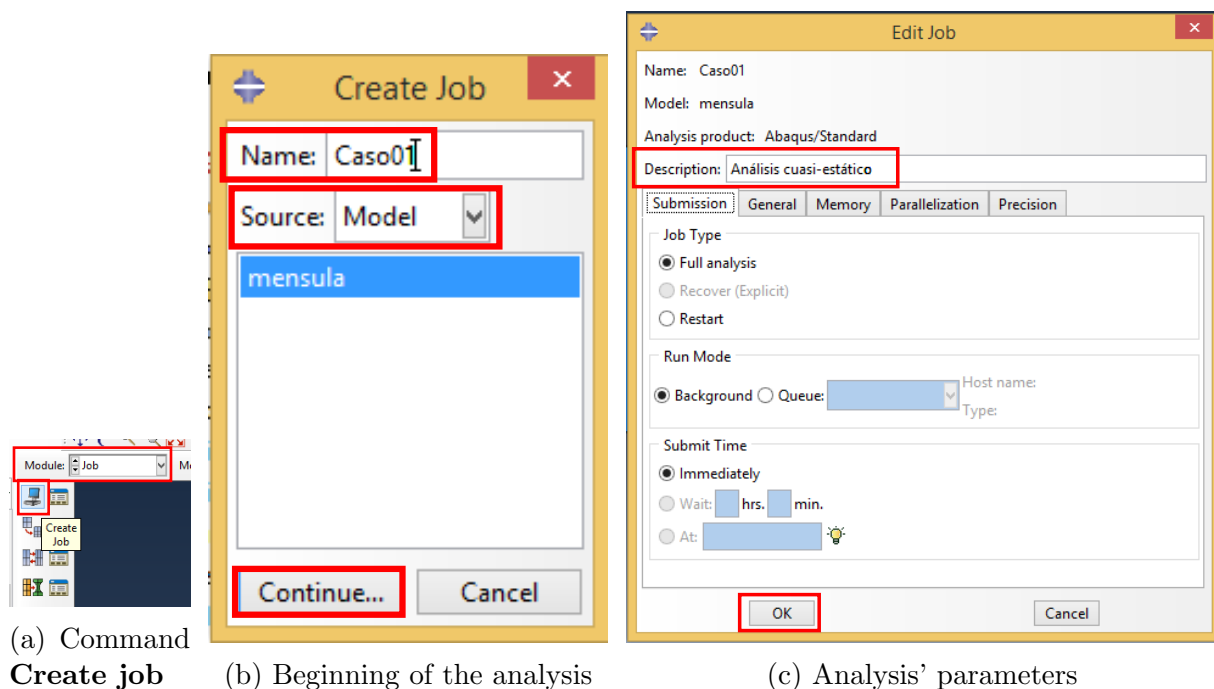 Module: Job
Create
Job
(a) Command
Create job
Create Job
Name: Caso01
Source: Model
mensula
Continue... Cancel
(b) Beginning of the analysis
Edit Job
Name: Caso01
Model: mensula
Analysis product: Abaqus/Standard
Description: Análisis cuasi-estático
Submission General Memory Parallelization Precision
Job Type
Full analysis
Recover (Explicit)
Restart
Run Mode
Background Queue: Host name:
Type:
Submit Time
Immediately
Wait: hrs. min.
At:
OK Cancel
(c) Analysis' parameters